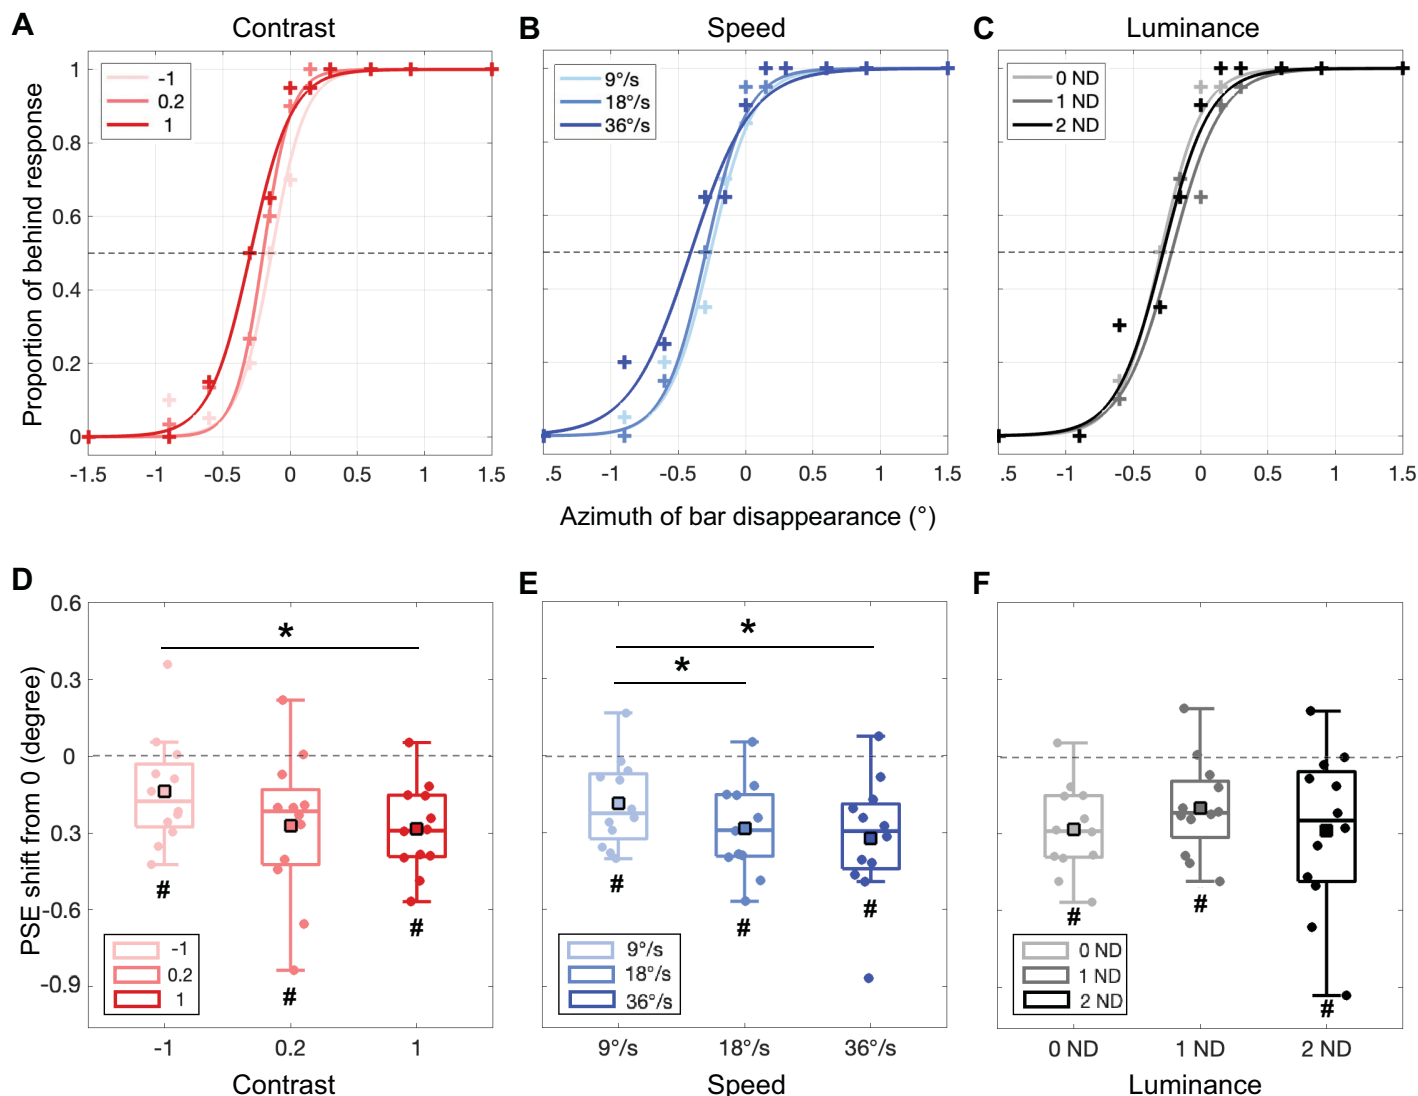 A Contrast
B Speed
C Luminance
Proportion of behind response
1
0.8
0.6
0.4
0.2
0
-1
0.2
1
9°/s
18°/s
36°/s
0 ND
1 ND
2 ND
-1.5 -1 -0.5 0 0.5 1 1.5
.5 -1 -0.5 0 0.5 1 1.5
.5 -1 -0.5 0 0.5 1 1.5
Azimuth of bar disappearance (°)
D
E
F
PSE shift from 0 (degree)
0.6
0.3
0
0.3
-0.6
-0.9
*
# # #
-1
0.2
1
-1 0.2 1
Contrast
*
*
# # #
9°/s
18°/s
36°/s
9°/s 18°/s 36°/s
Speed
# # #
0 ND
1 ND
2 ND
0 ND 1 ND 2 ND
Luminance